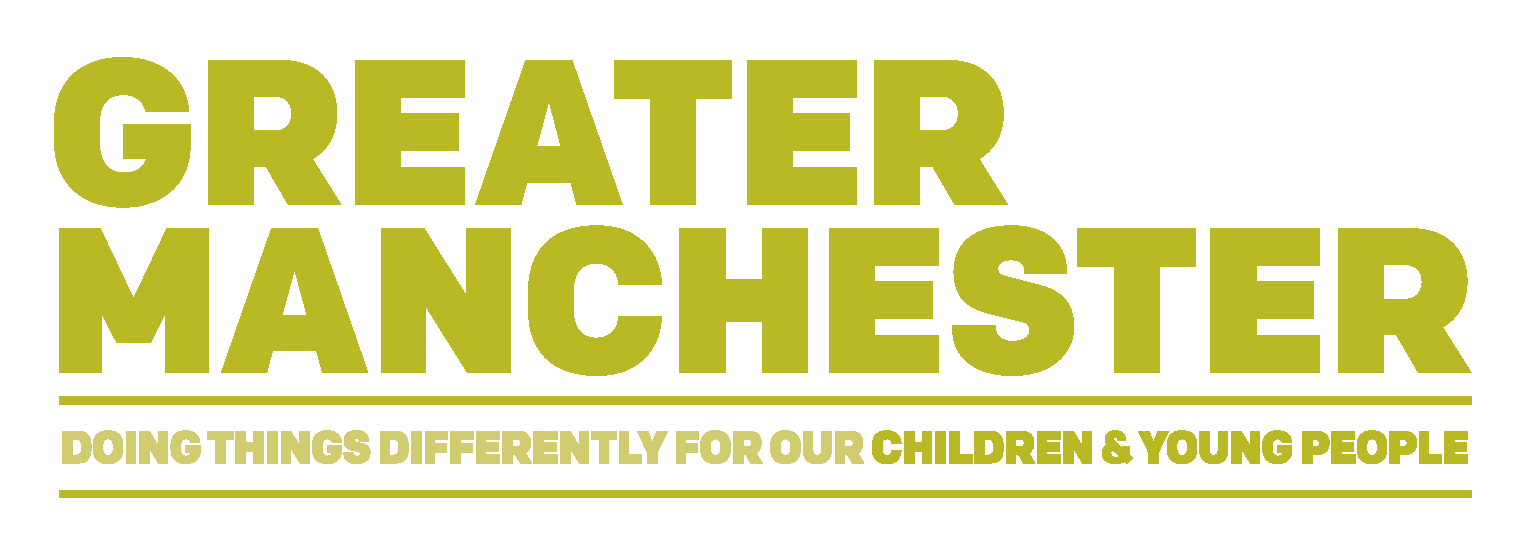 GREATER
MANCHESTER
DOING THINGS DIFFERENTLY FOR OUR CHILDREN & YOUNG PEOPLE